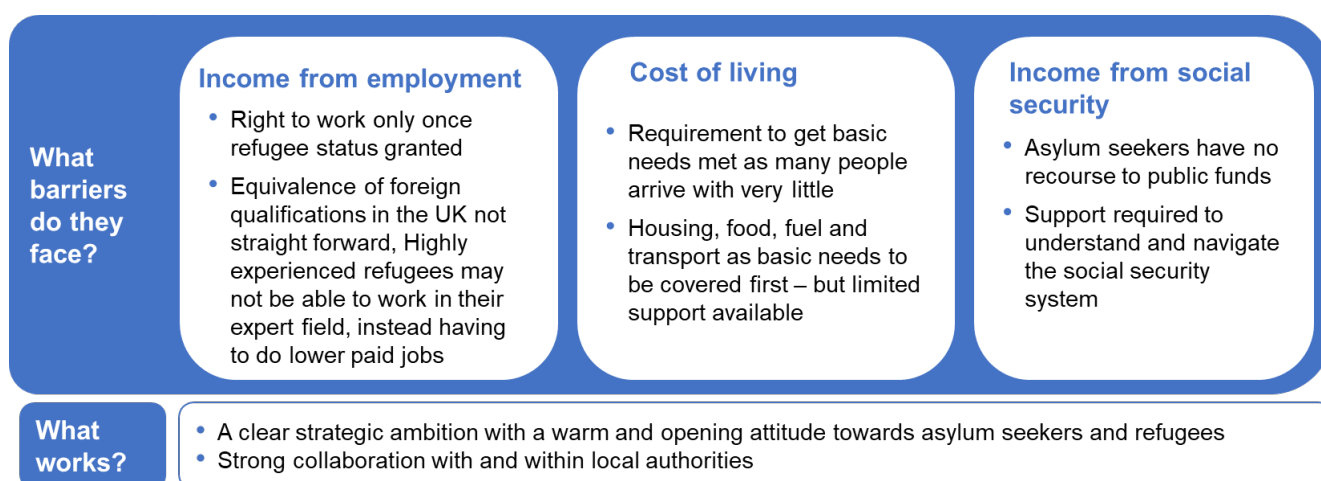 What
barriers
do they
face?
Income from employment
• Right to work only once
refugee status granted
• Equivalence of foreign
qualifications in the UK not
straight forward, Highly
experienced refugees may
not be able to work in their
expert field, instead having
to do lower paid jobs
Cost of living
• Requirement to get basic
needs met as many people
arrive with very little
• Housing, food, fuel and
transport as basic needs to
be covered first – but limited
support available
Income from social
security
• Asylum seekers have no
recourse to public funds
• Support required to
understand and navigate
the social security
system
What
works?
• A clear strategic ambition with a warm and opening attitude towards asylum seekers and refugees
• Strong collaboration with and within local authorities